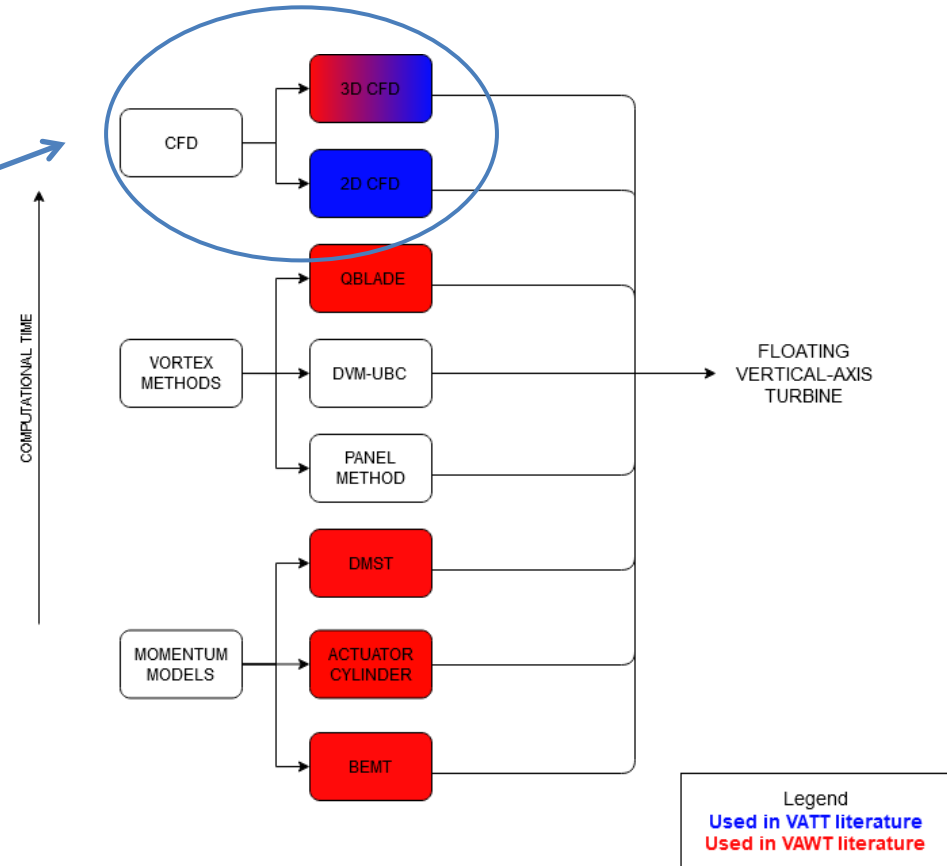 3D CFD
CFD
2D CFD
QBLADE
COMPUTATIONAL TIME
VORTEX
METHODS
DVM-UBC
FLOATING
VERTICAL-AXIS
TURBINE
PANEL
METHOD
DMST
MOMENTUM
MODELS
ACTUATOR
CYLINDER
BEMT
Legend
Used in VATT literature
Used in VAWT literature